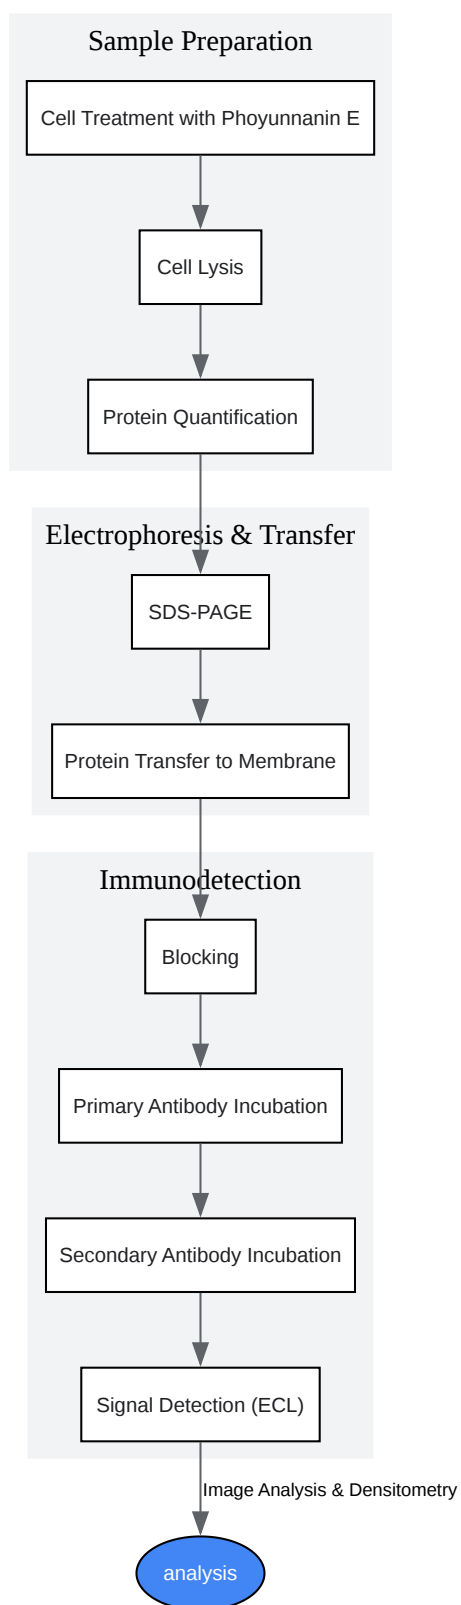 Sample Preparation
Cell Treatment with Phoyunnanin E
Cell Lysis
Protein Quantification
Electrophoresis & Transfer
SDS-PAGE
Protein Transfer to Membrane
Immunodetection
Blocking
Primary Antibody Incubation
Secondary Antibody Incubation
Signal Detection (ECL)
Image Analysis & Densitometry
analysis